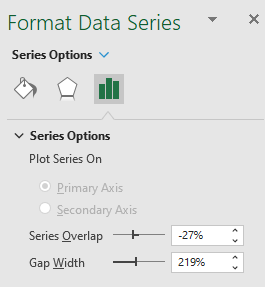 Format Data Series
Series Options
Series Options
Plot Series On
Primary Axis
Secondary Axis
Series Overlap -27%
Gap Width 219%